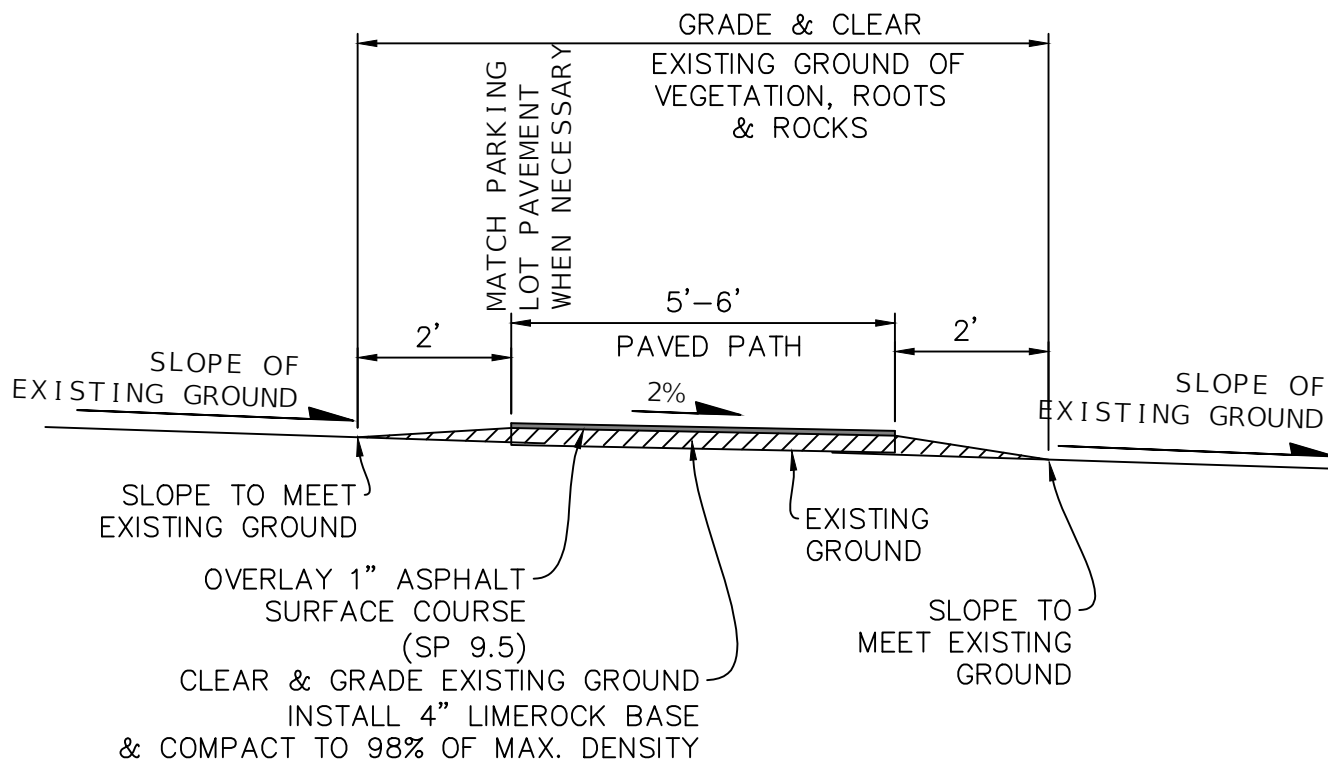 GRADE & CLEAR
EXISTING GROUND OF
VEGETATION, ROOTS
& ROCKS
MATCH PARKING
LOT PAVEMENT
WHEN NECESSARY
5'-6'
PAVED PATH
2'
2'
2%
SLOPE OF
EXISTING GROUND
SLOPE OF
EXISTING GROUND
SLOPE TO MEET
EXISTING GROUND
EXISTING
GROUND
OVERLAY 1" ASPHALT
SURFACE COURSE
(SP 9.5)
SLOPE TO
MEET EXISTING
GROUND
CLEAR & GRADE EXISTING GROUND
INSTALL 4" LIMEROCK BASE
& COMPACT TO 98% OF MAX. DENSITY